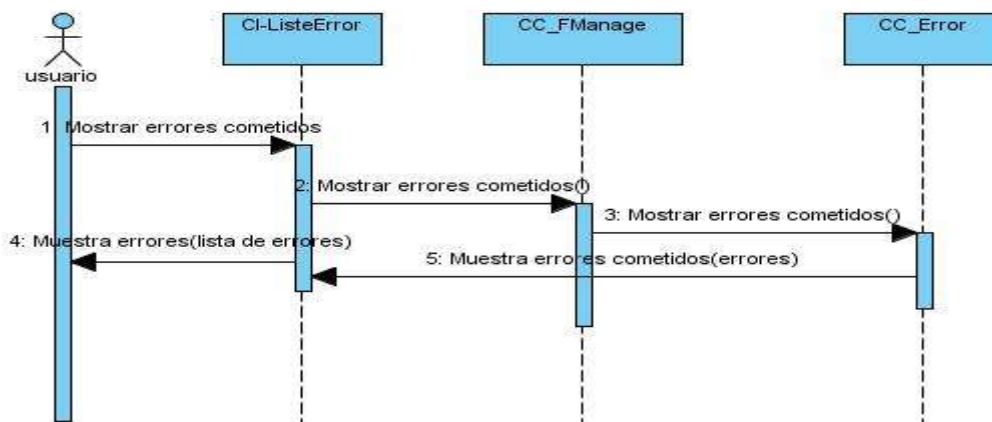 CI-ListeError
CC_FManage
CC_Error
usuario
1: Mostrar errores cometidos
2: Mostrar errores cometidos()
3: Mostrar errores cometidos()
4: Muestra errores(lista de errores)
5: Muestra errores cometidos(errores)